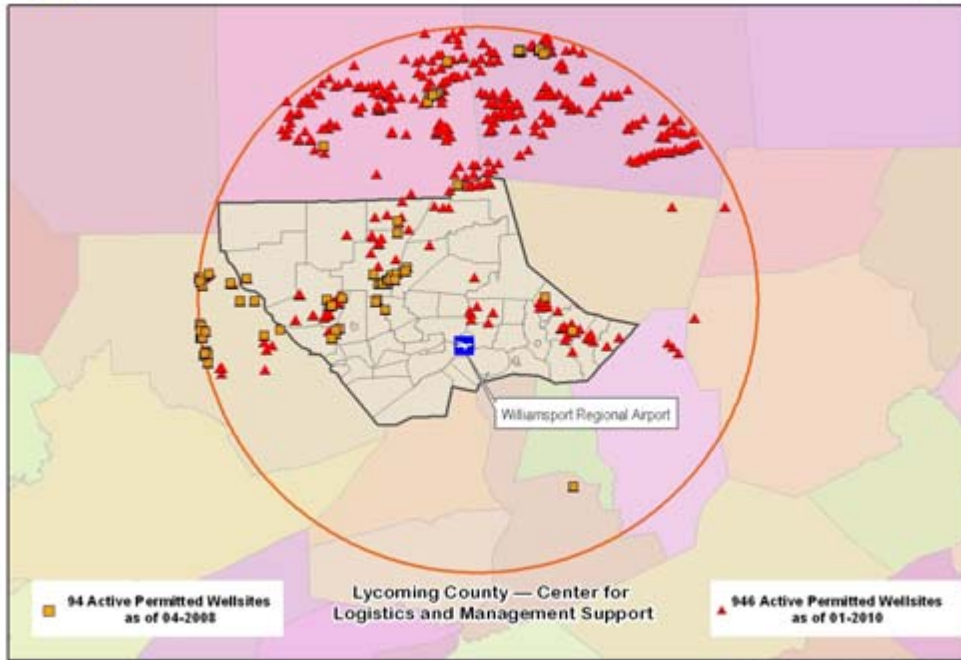 Williamsport Regional Airport
94 Active Permitted Wellsites
as of 04-2008
Lycoming County — Center for
Logistics and Management Support
946 Active Permitted Wellsites
as of 01-2010